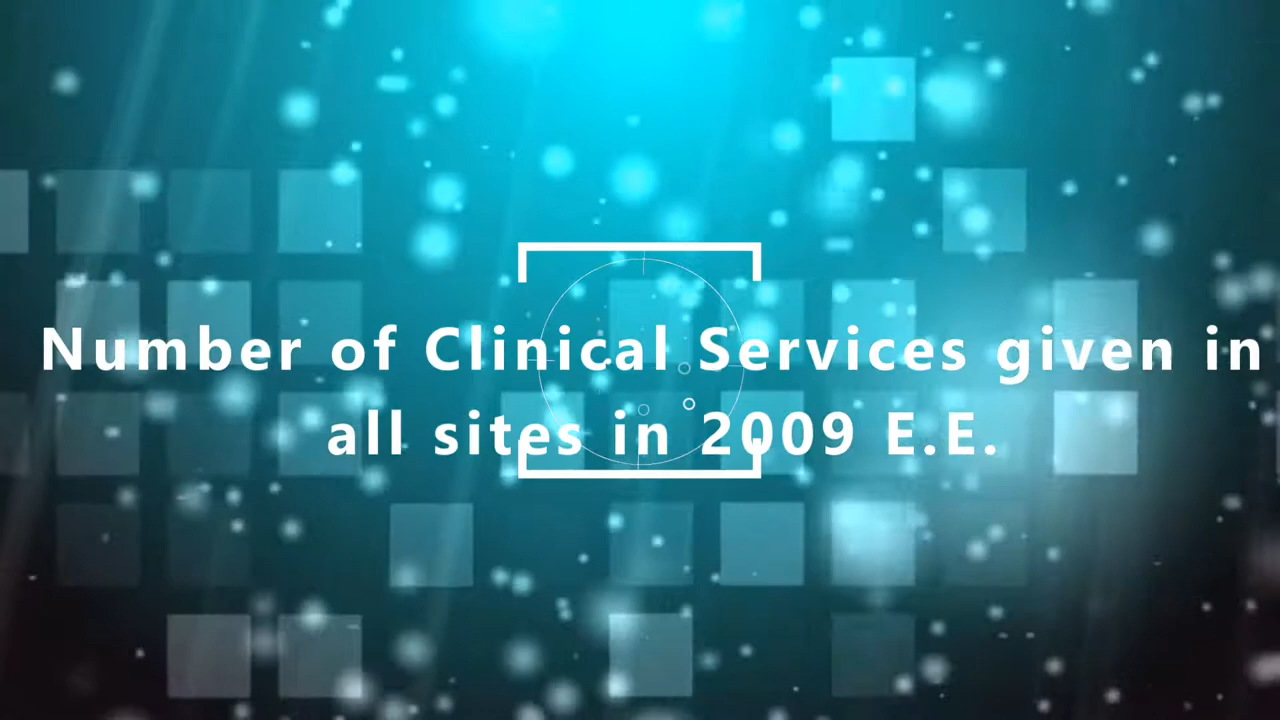 Number of Clinical Services given in
all sites in 2009 E.E.